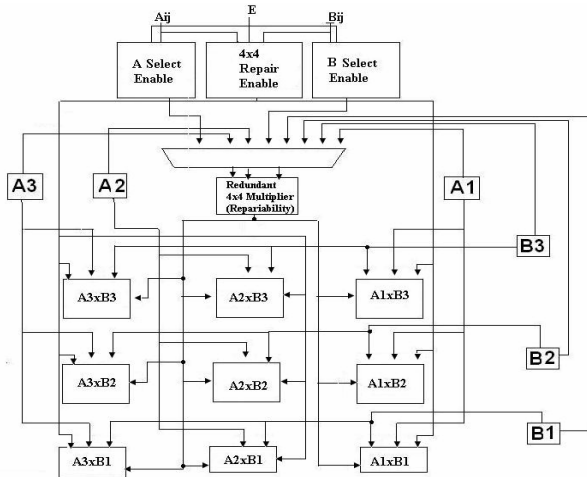 Aij
E
Bij
A Select
Enable
4x4
Repair
Enable
B Select
Enable
A3
A2
Redundant
4x4 Multiplier
(Repariability)
A1
B3
A3xB3
A2xB3
A1xB3
B2
A3xB2
A2xB2
A1xB2
B1
A3xB1
A2xB1
A1xB1